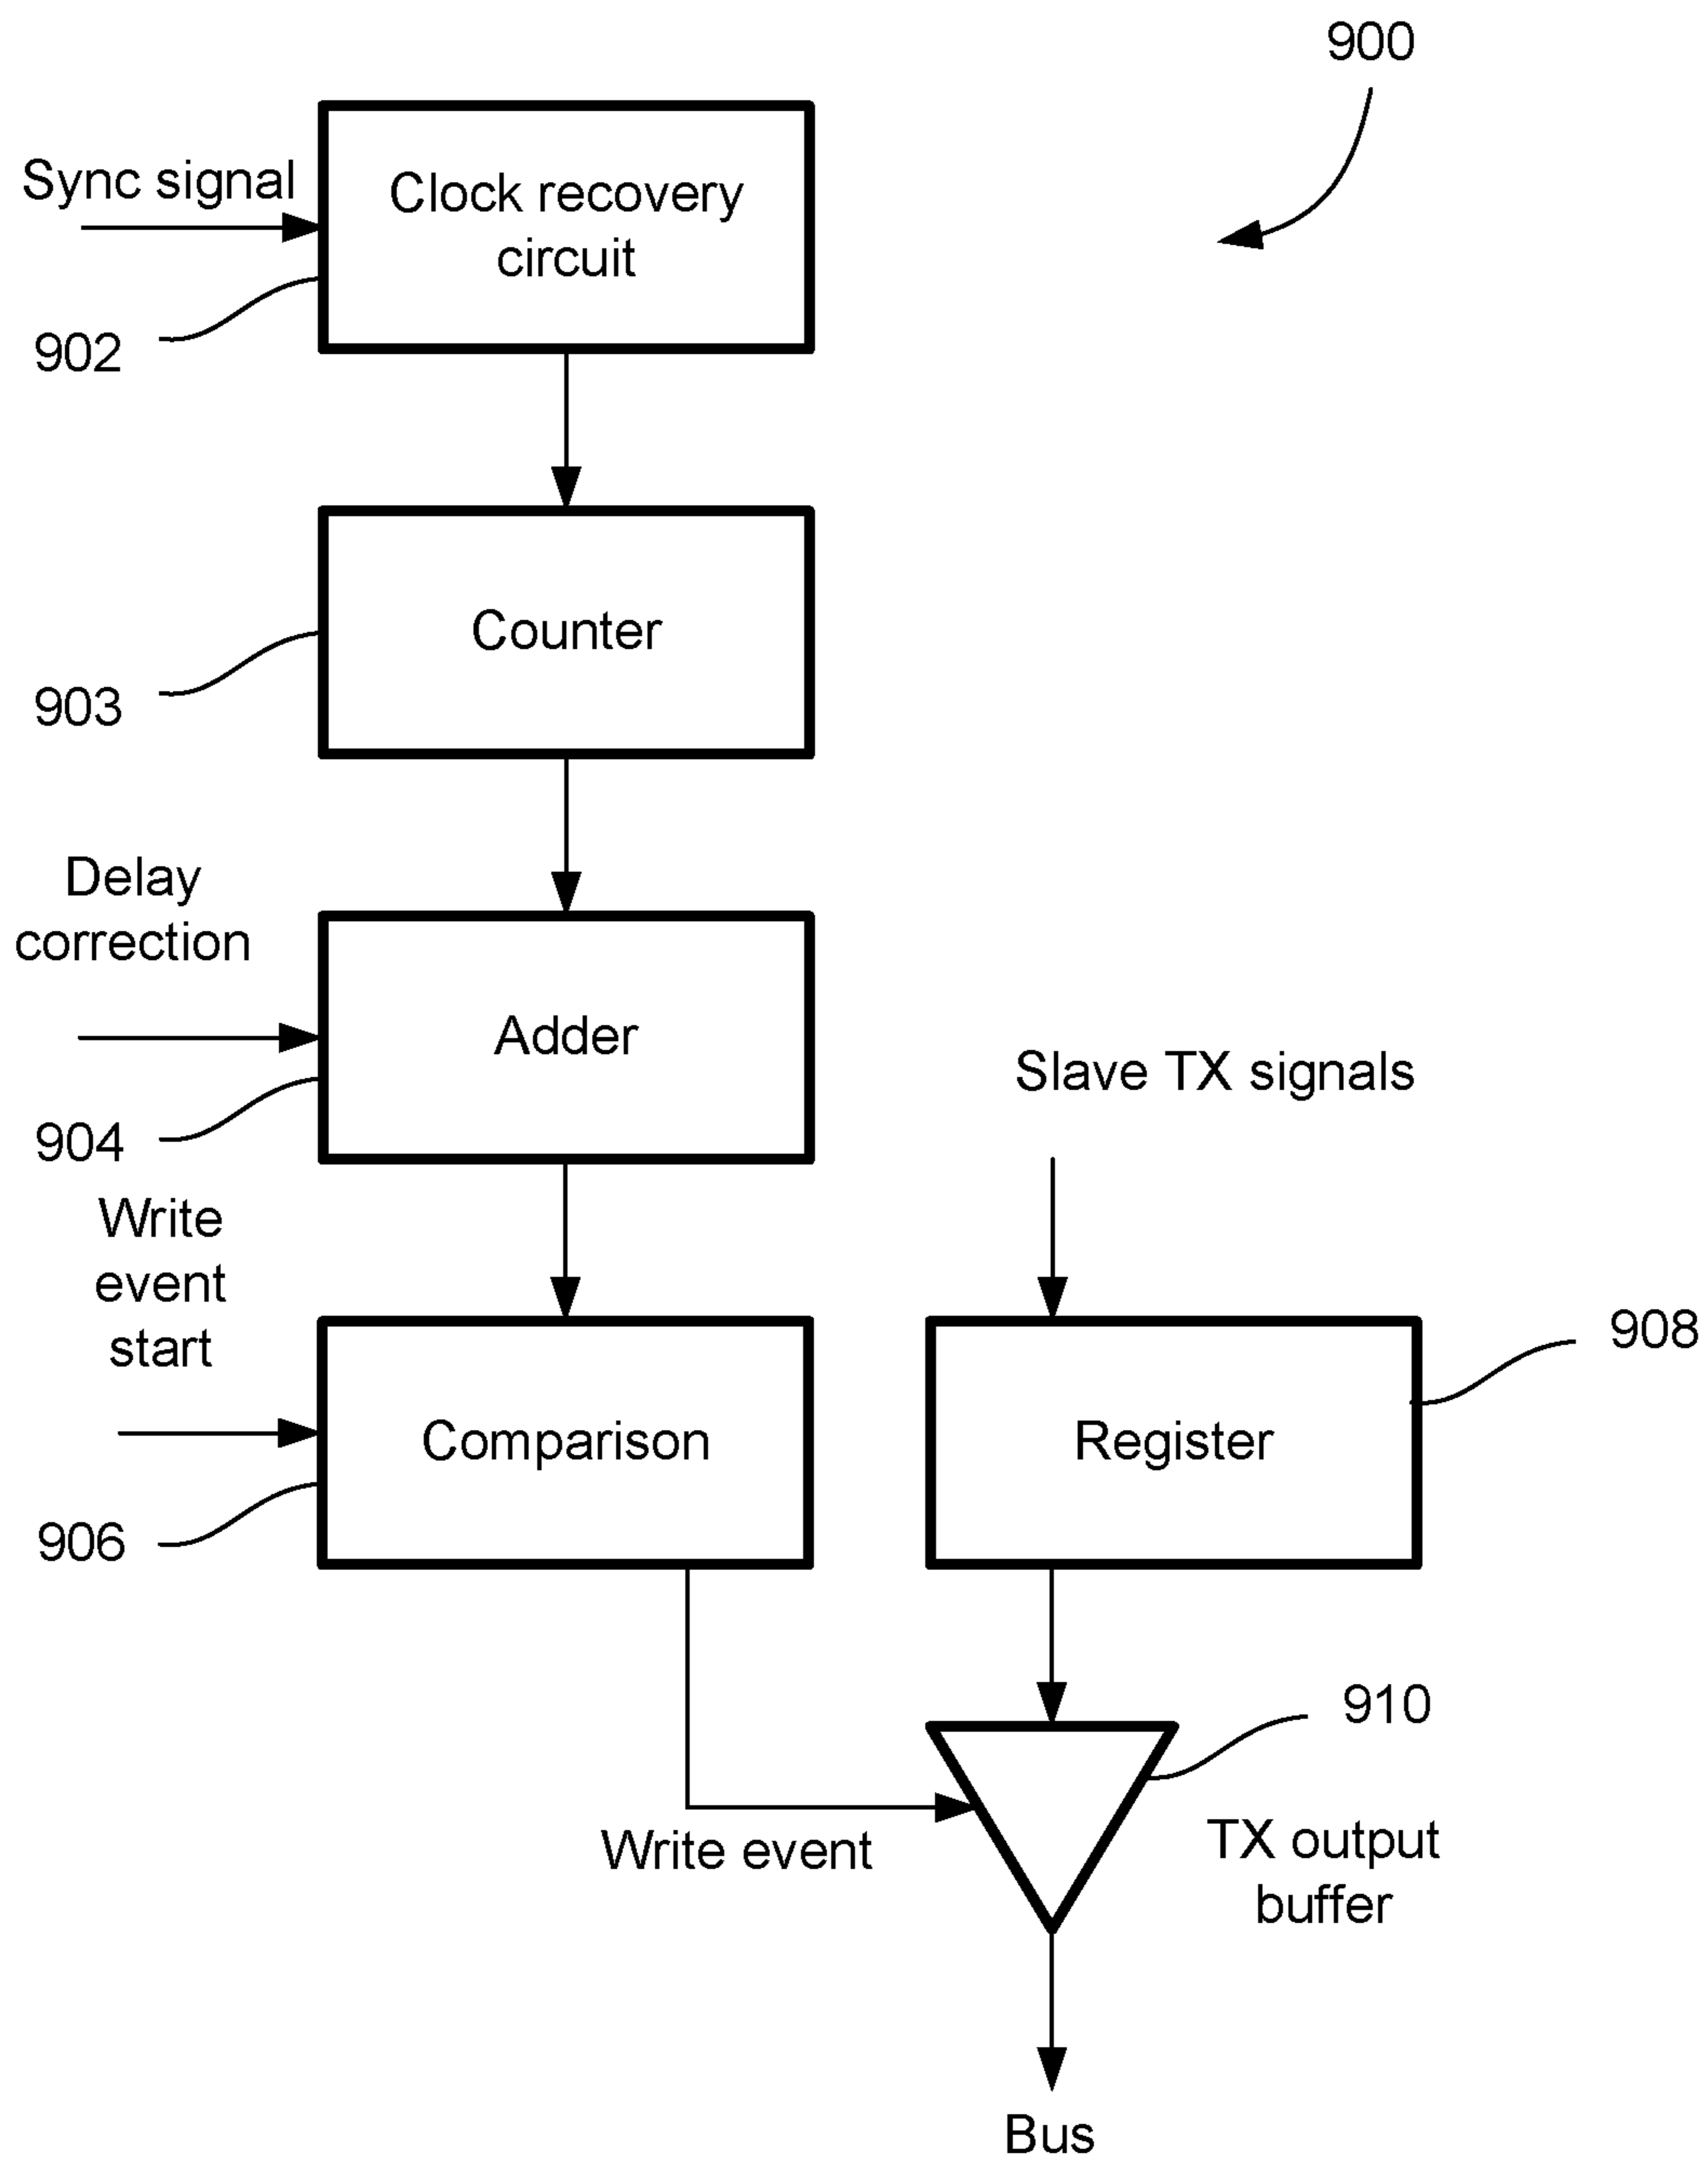 900
Sync signal
Clock recovery
circuit
902
Counter
903
Delay
correction
Adder
904
Slave TX signals
Write
event
start
Comparison
906
Register
908
910
Write event
TX output
buffer
Bus